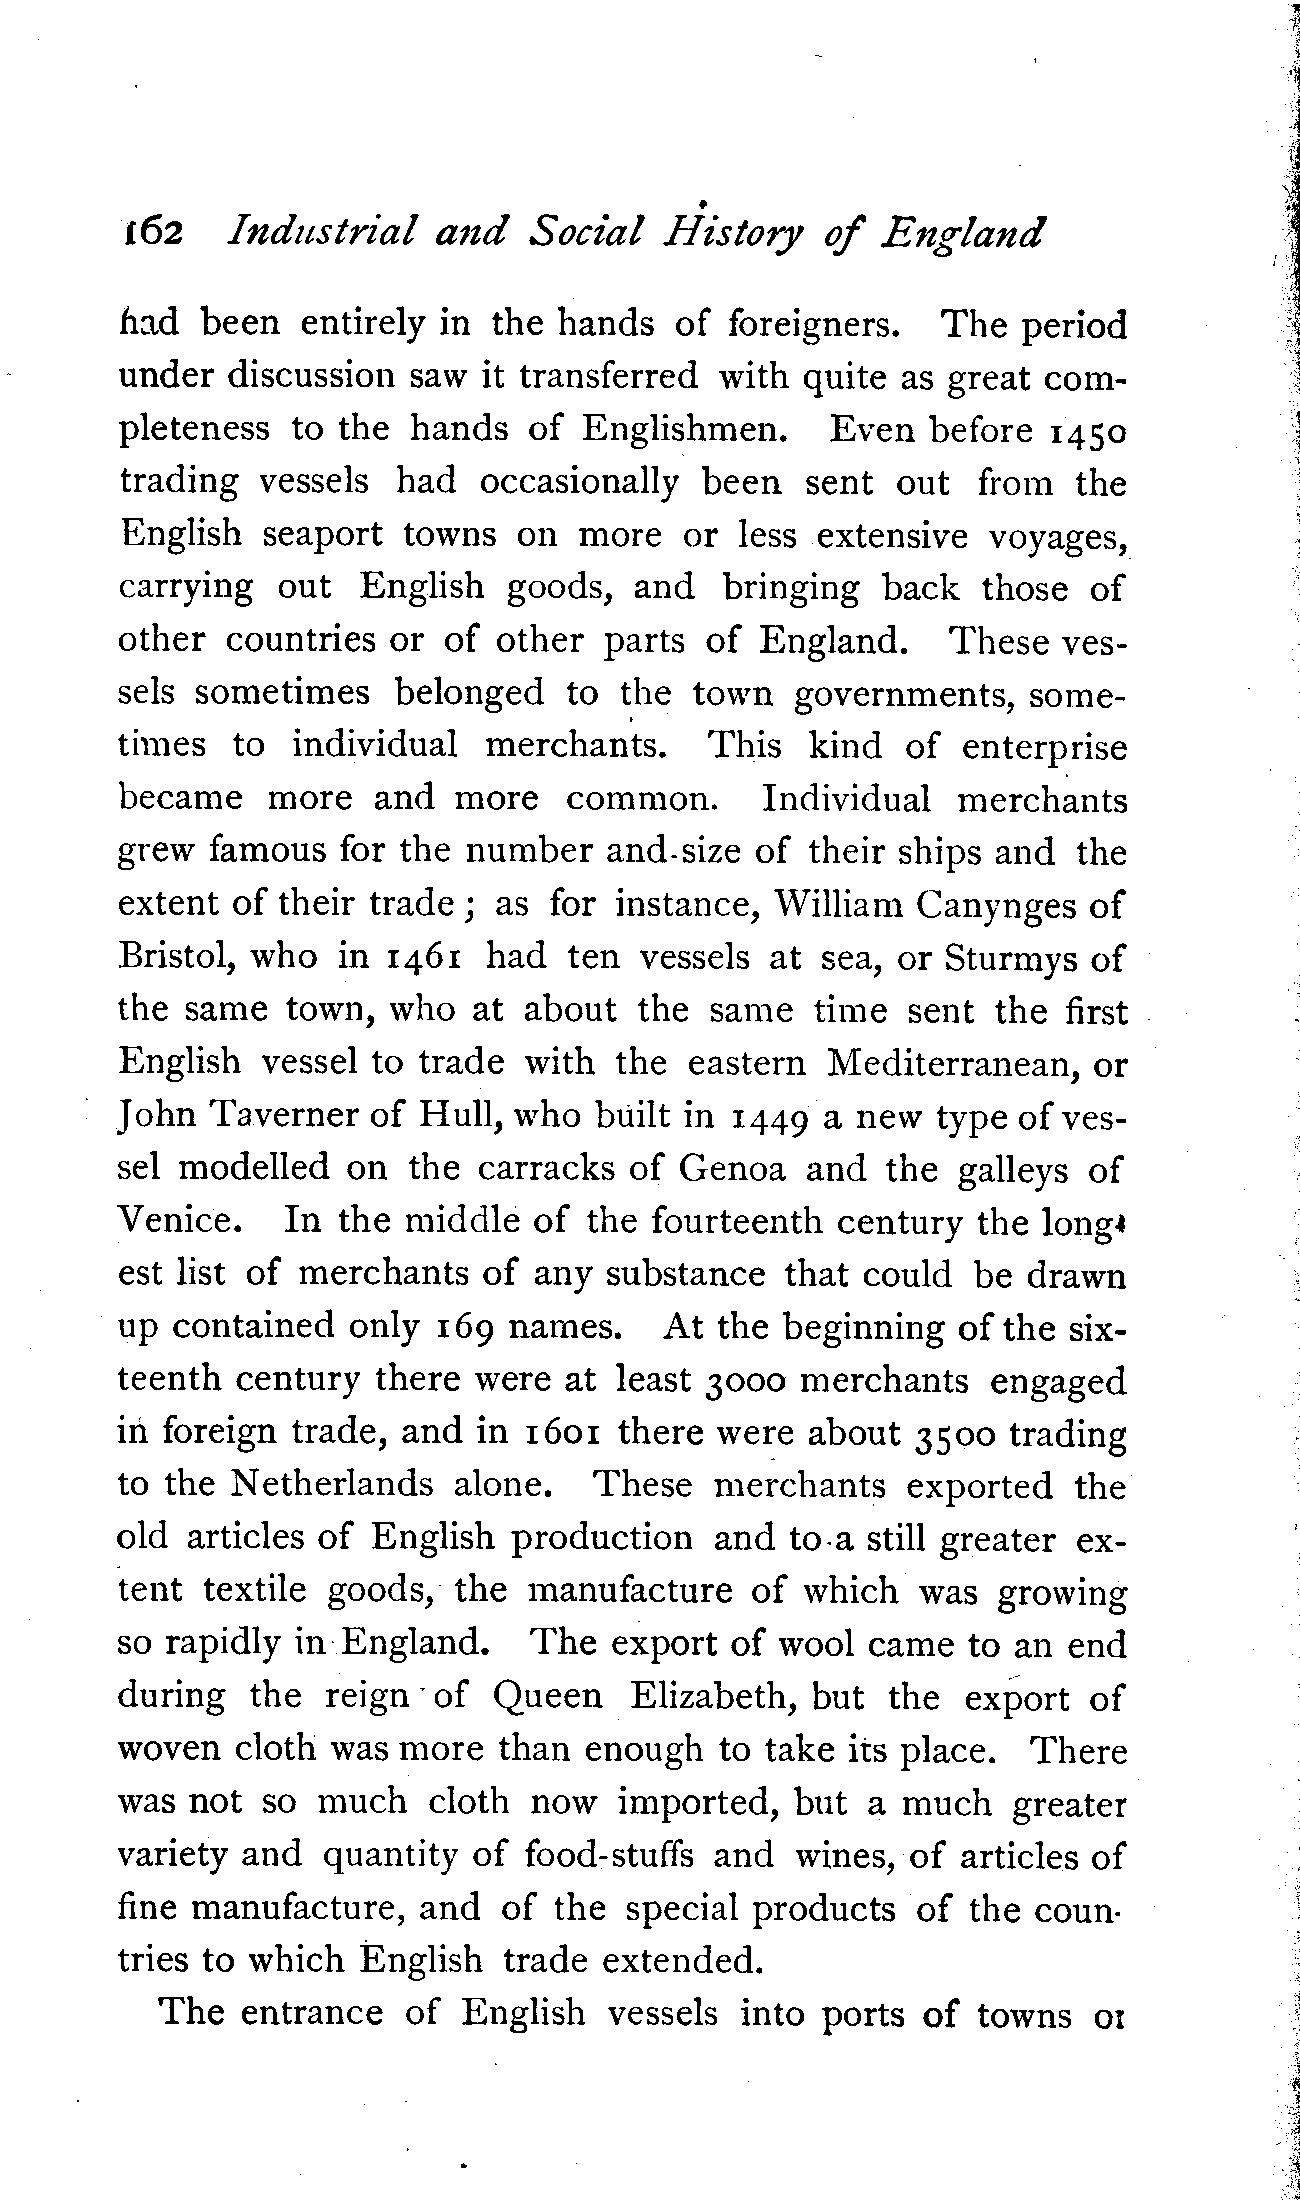 162 Industrial and Social History of England
had been entirely in the hands of foreigners. The period
under discussion saw it transferred with quite as great com-
pleteness to the hands of Englishmen. Even before 1450
trading vessels had occasionally been sent out from the
English seaport towns on more or less extensive voyages,
carrying out English goods, and bringing back those of
other countries or of other parts of England. These ves-
sels sometimes belonged to the town governments, some-
times to individual merchants. This kind of enterprise
became more and more common. Individual merchants
grew famous for the number and size of their ships and the
extent of their trade; as for instance, William Canynges of
Bristol, who in 1461 had ten vessels at sea, or Sturmys of
the same town, who at about the same time sent the first
English vessel to trade with the eastern Mediterranean, or
John Taverner of Hull, who built in 1449 a new type of ves-
sel modelled on the carracks of Genoa and the galleys of
Venice. In the middle of the fourteenth century the long-
est list of merchants of any substance that could be drawn
up contained only 169 names. At the beginning of the six-
teenth century there were at least 3000 merchants engaged
in foreign trade, and in 1601 there were about 3500 trading
to the Netherlands alone. These merchants exported the
old articles of English production and to a still greater ex-
tent textile goods, the manufacture of which was growing
so rapidly in England. The export of wool came to an end
during the reign of Queen Elizabeth, but the export of
woven cloth was more than enough to take its place. There
was not so much cloth now imported, but a much greater
variety and quantity of food-stuffs and wines, of articles of
fine manufacture, and of the special products of the coun-
tries to which English trade extended.
The entrance of English vessels into ports of towns or